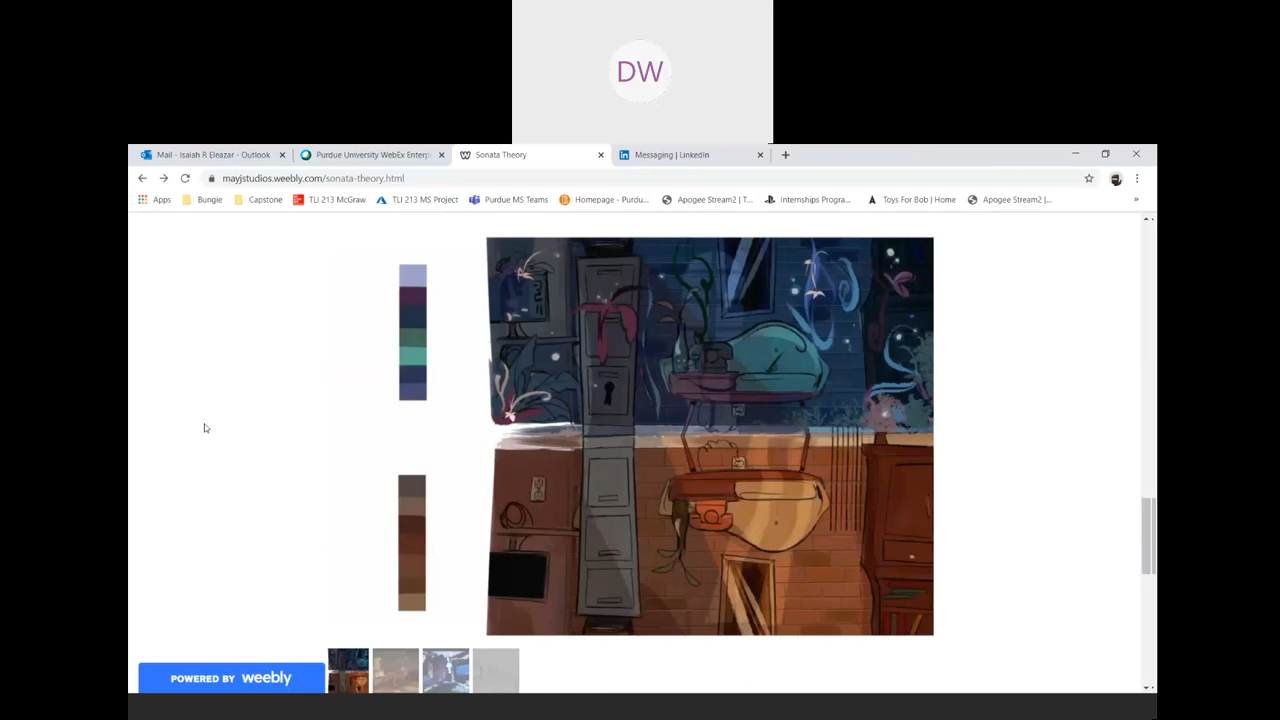 DW
Mail - Isaiah R Eleazar - Outlook
Purdue University WebEx Enterp
Sonata Theory
Messaging | LinkedIn
mayjstudios.weebly.com/sonata-theory.html
Apps
Bungie
Capstone
TLI 213 McGraw
TLI 213 MS Project
Purdue MS Teams
Homepage - Purdu...
Apogee Stream2 | T...
Internships Progra...
Toys For Bob | Home
Apogee Stream2 |...
»
POWERED BY weebly